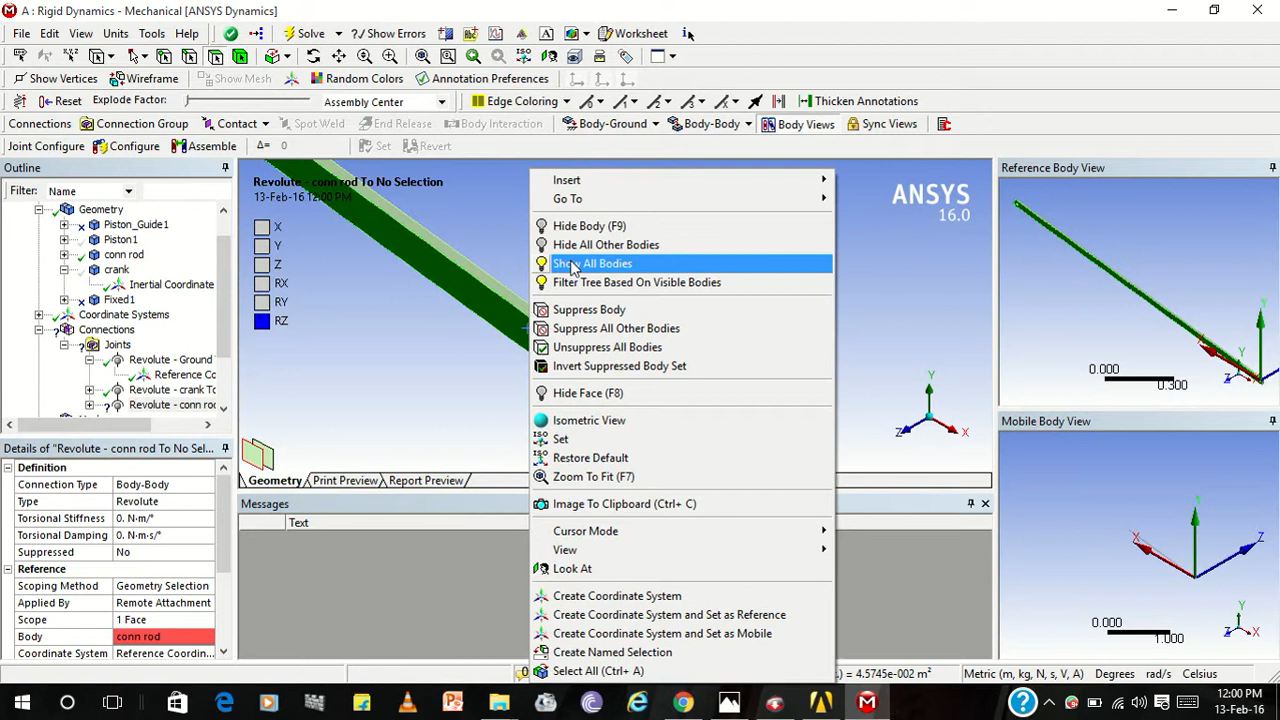 A : Rigid Dynamics - Mechanical [ANSYS Dynamics]
File Edit View Units Tools Help Solve Show Errors Worksheet
Show Vertices Wireframe Show Mesh Random Colors Annotation Preferences
Reset Explode Factor: Assembly Center Edge Coloring Thicken Annotations
Connections Connection Group Contact Spot Weld End Release Body Interaction Body-Ground Body-Body Body Views Sync Views
Joint Configure Configure Assemble Δ= 0 Set Revert
Outline
Filter: Name
Geometry
Piston_Guide1
Piston1
conn rod
crank
Inertial Coordinate
Fixed1
Coordinate Systems
Connections
Joints
Revolute - Ground
Reference Co
Revolute - crank To
Revolute - conn rod
Details of "Revolute - conn rod To No Sel...
Definition
Connection Type Body-Body
Type Revolute
Torsional Stiffness 0. N·m/°
Torsional Damping 0. N·m·s/°
Suppressed No
Reference
Scoping Method Geometry Selection
Applied By Remote Attachment
Scope 1 Face
Body conn rod
Coordinate System Reference Coordin...
Revolute - conn rod To No Selection
13-Feb-16 12:00 PM
X
Y
Z
RX
RY
RZ
ANSYS
16.0
Y
Z X
Geometry Print Preview Report Preview
Messages
Text
Insert
Go To
Hide Body (F9)
Hide All Other Bodies
Show All Bodies
Filter Tree Based On Visible Bodies
Suppress Body
Suppress All Other Bodies
Unsuppress All Bodies
Invert Suppressed Body Set
Hide Face (F8)
Isometric View
Set
Restore Default
Zoom To Fit (F7)
Image To Clipboard (Ctrl+ C)
Cursor Mode
View
Look At
Create Coordinate System
Create Coordinate System and Set as Reference
Create Coordinate System and Set as Mobile
Create Named Selection
Select All (Ctrl+ A)
Reference Body View
0.000
0.300
Y
Z X
Mobile Body View
Y
X Z
0.000
1.000
Y
Z X
) = 4.5745e-002 m² Metric (m, kg, N, s, V, A) Degrees rad/s Celsius
12:00 PM
13-Feb-16